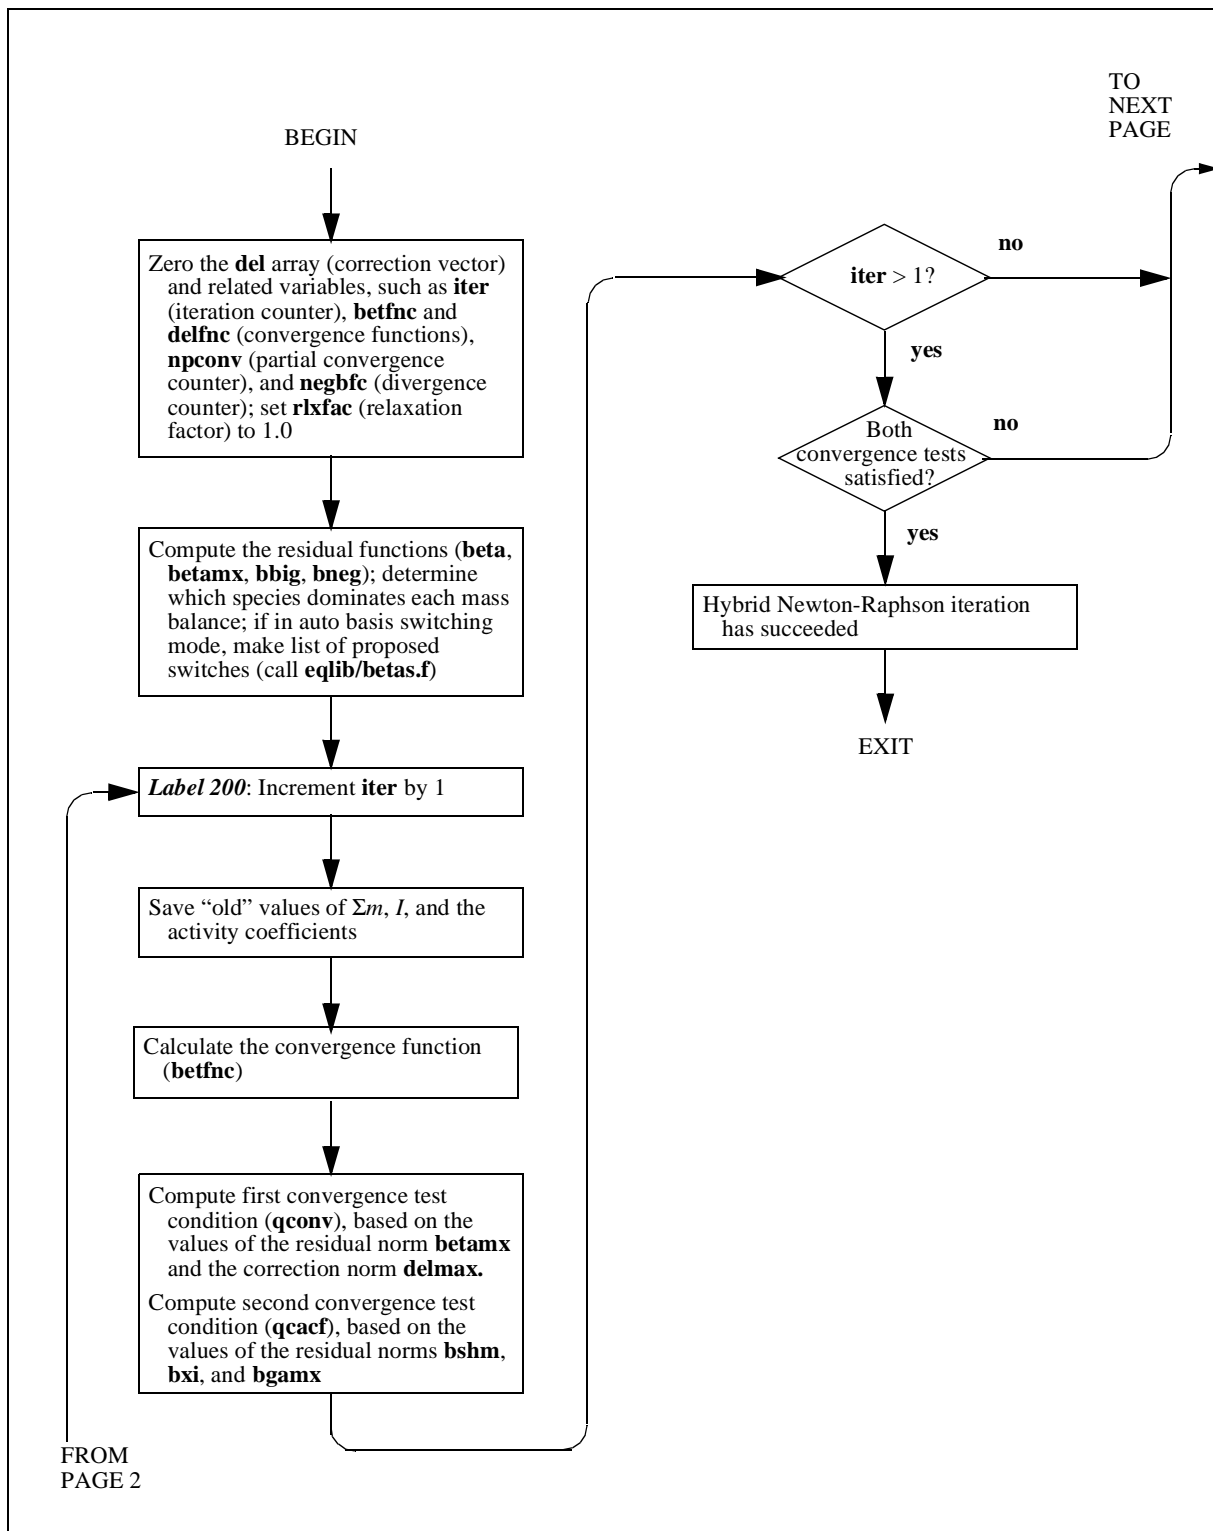 BEGIN
Zero the del array (correction vector)
and related variables, such as iter
(iteration counter), betfnc and
delfnc (convergence functions),
npconv (partial convergence
counter), and negbfc (divergence
counter); set rlxfac (relaxation
factor) to 1.0
Compute the residual functions (beta,
betamx, bbig, bneg); determine
which species dominates each mass
balance; if in auto basis switching
mode, make list of proposed
switches (call eqlib/betas.f)
Label 200: Increment iter by 1
Save “old” values of Σm, I, and the
activity coefficients
Calculate the convergence function
(betfnc)
Compute first convergence test
condition (qconv), based on the
values of the residual norm betamx
and the correction norm delmax.
Compute second convergence test
condition (qcacf), based on the
values of the residual norms bshm,
bxi, and bgamx
FROM
PAGE 2
TO
NEXT
PAGE
iter > 1?
no
yes
Both
convergence tests
satisfied?
no
yes
Hybrid Newton-Raphson iteration
has succeeded
EXIT